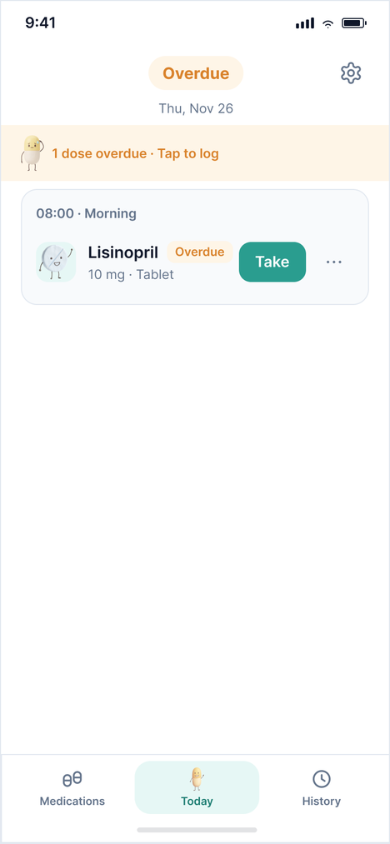 9:41
Overdue
Thu, Nov 26
1 dose overdue · Tap to log
08:00 · Morning
Lisinopril Overdue
10 mg · Tablet
Take
Medications
Today
History